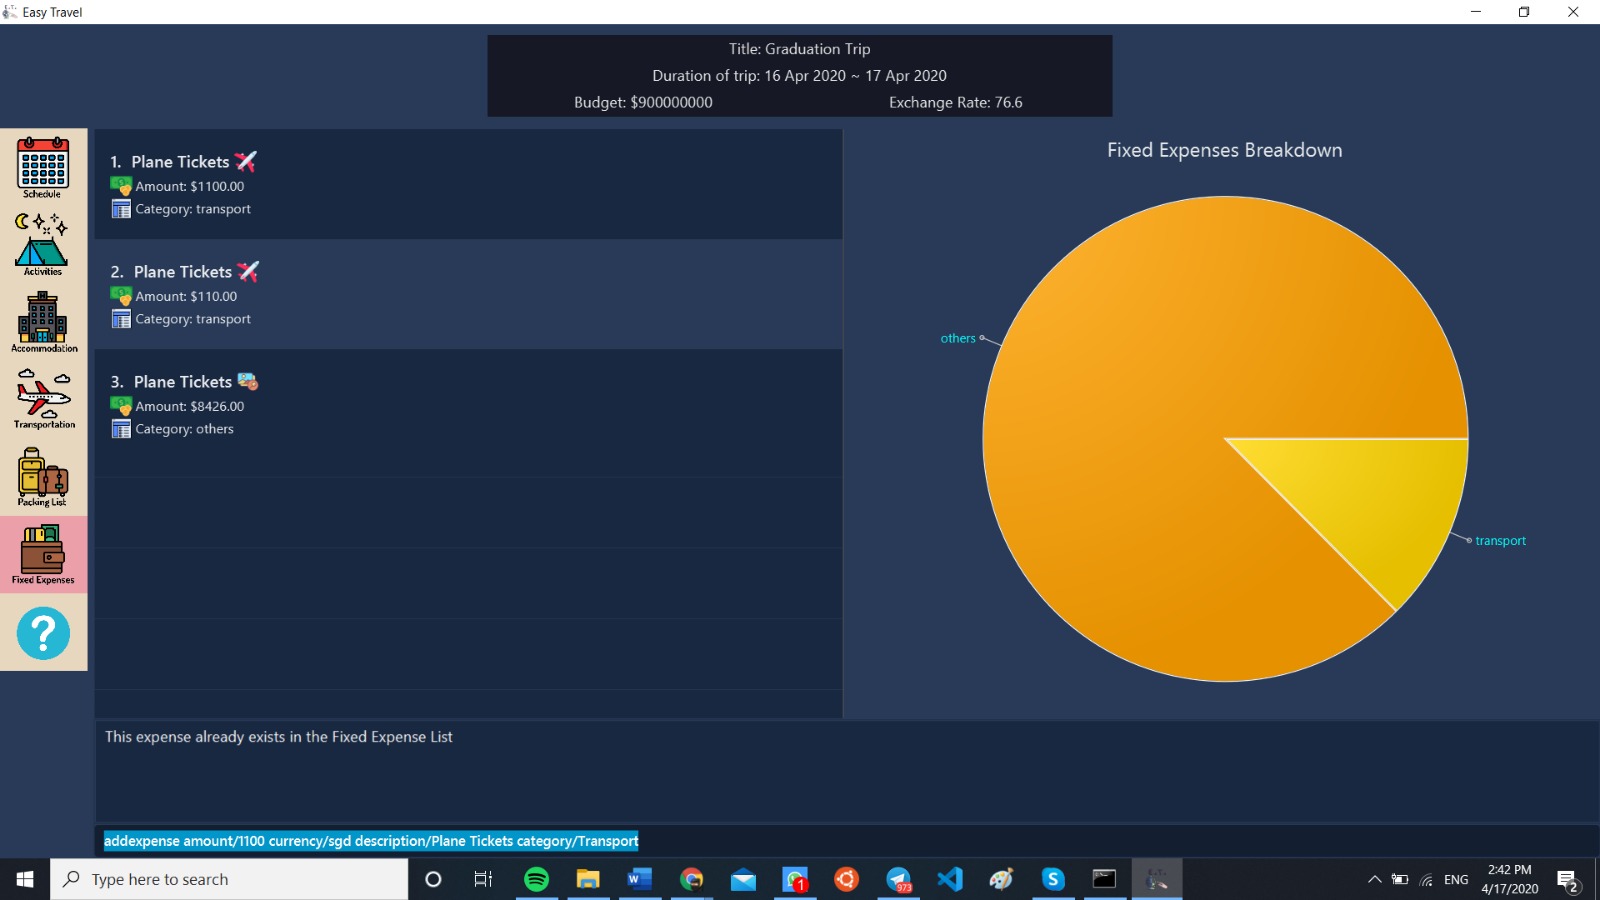 Easy Travel
Title: Graduation Trip
Duration of trip: 16 Apr 2020 ~ 17 Apr 2020
Budget: $900000000
Exchange Rate: 76.6
Schedule
Activities
Accommodation
Transportation
Packing List
Fixed Expenses
?
1. Plane Tickets
Amount: $1100.00
Category: transport
2. Plane Tickets
Amount: $110.00
Category: transport
3. Plane Tickets
Amount: $8426.00
Category: others
Fixed Expenses Breakdown
others
transport
This expense already exists in the Fixed Expense List
addexpense amount/1100 currency/sgd description/Plane Tickets category/Transport
Type here to search
W
1
973
S
ENG
2:42 PM
4/17/2020
2